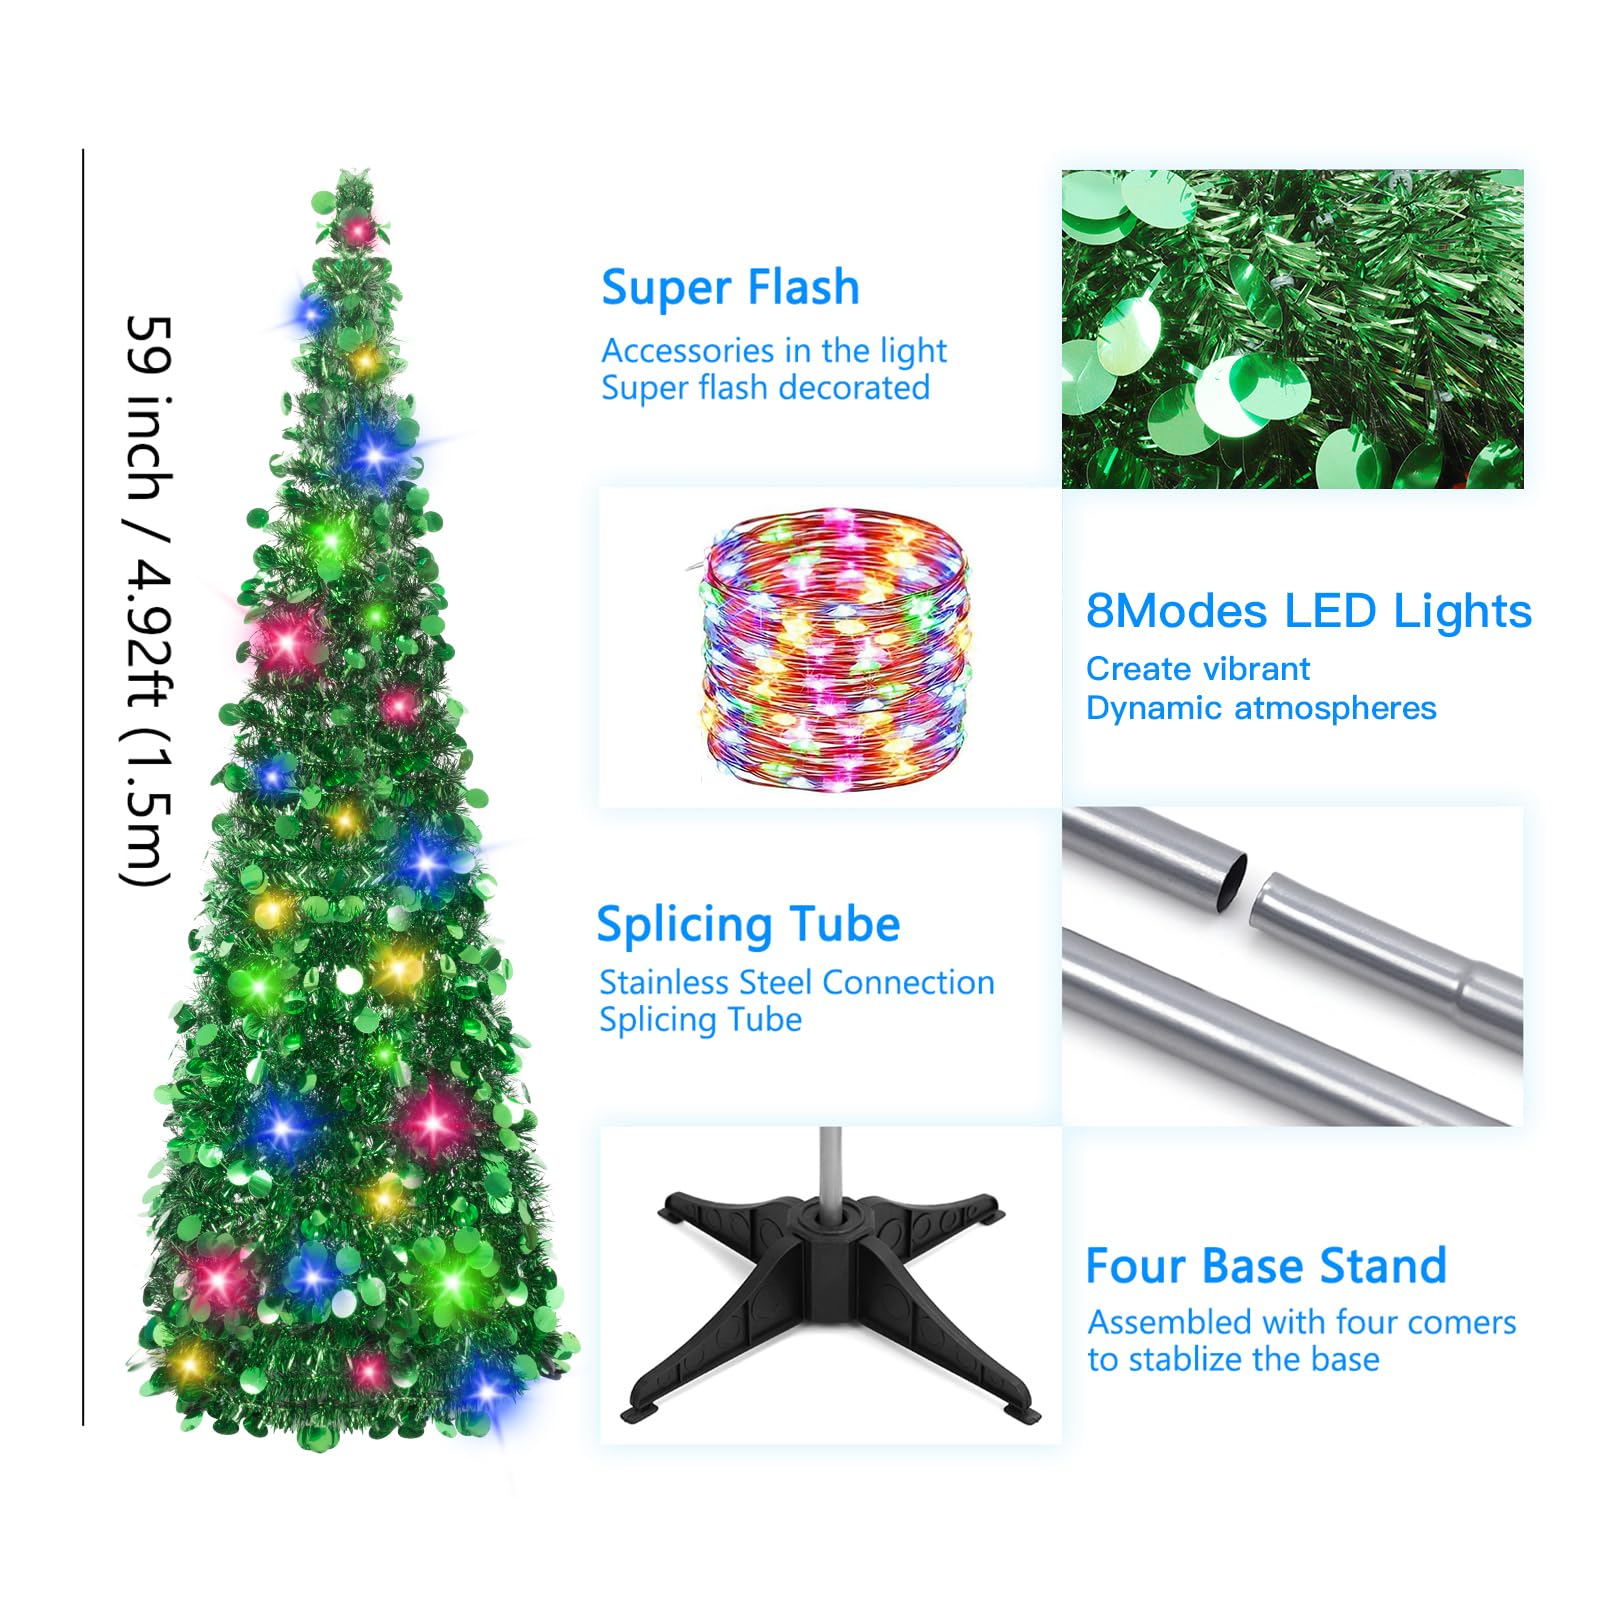 59 inch / 4.92ft (1.5m)
Super Flash
Accessories in the light
Super flash decorated
8Modes LED Lights
Create vibrant
Dynamic atmospheres
Splicing Tube
Stainless Steel Connection
Splicing Tube
Four Base Stand
Assembled with four comers
to stablize the base